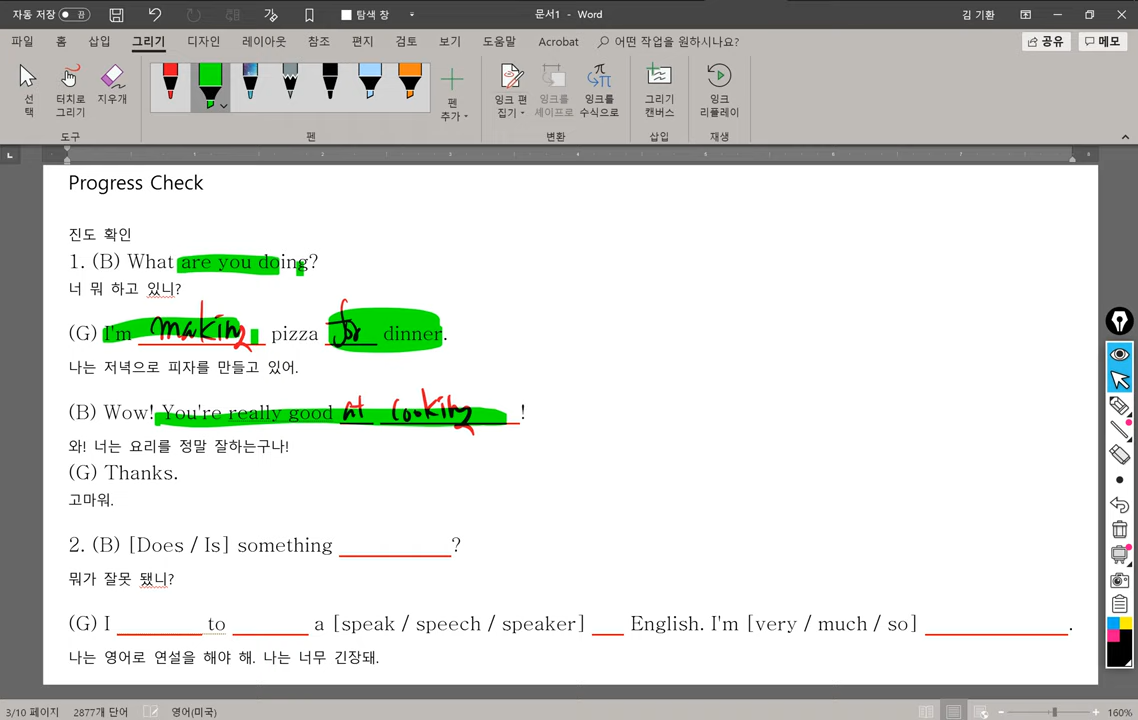 자동 저장 끔 탐색 창 문서1 - Word 김 기환
파일 홈 삽입 그리기 디자인 레이아웃 참조 편지 검토 보기 도움말 Acrobat 어떤 작업을 원하시나요? 공유 메모
선택 터치로 그리기 지우개 펜 추가 잉크 편집기 잉크를 셰이프로 잉크를 수식으로 그리기 캔버스 잉크 리플레이
도구 펜 변환 삽입 재생
Progress Check
진도 확인
1. (B) What are you doing?
너 뭐 하고 있니?
(G) I'm making pizza for dinner.
나는 저녁으로 피자를 만들고 있어.
(B) Wow! You're really good at cooking !
와! 너는 요리를 정말 잘하는구나!
(G) Thanks.
고마워.
2. (B) [Does / Is] something ?
뭐가 잘못 됐니?
(G) I to a [speak / speech / speaker] English. I'm [very / much / so] .
나는 영어로 연설을 해야 해. 나는 너무 긴장돼.
3/10 페이지 2877개 단어 영어(미국) 160%